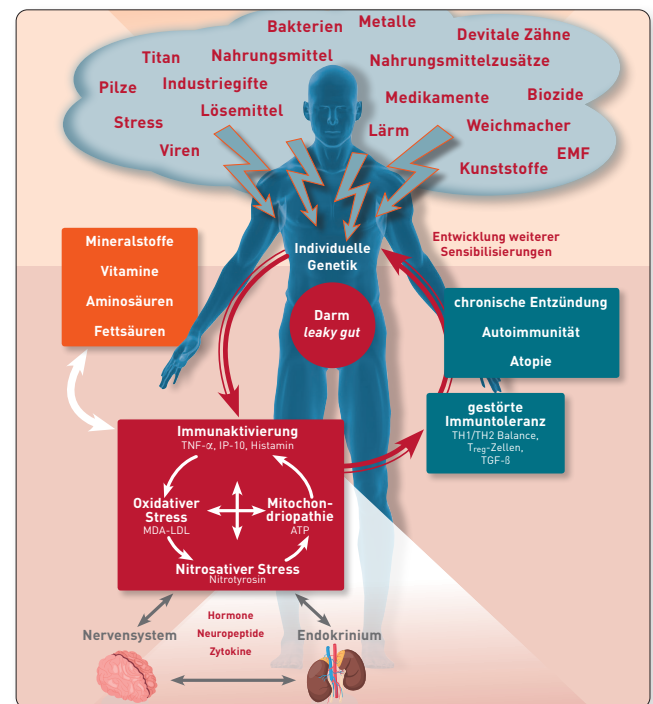 Bakterien
Metalle
Devitale Zähne
Titan
Nahrungsmittel
Nahrungsmittelzusätze
Pilze
Industriegifte
Lösemittel
Medikamente
Biozide
Stress
Lärm
Weichmacher
Viren
EMF
Kunststoffe
Mineralstoffe
Vitamine
Aminosäuren
Fettsäuren
Individuelle
Genetik
Darm
leaky gut
Entwicklung weiterer
Sensibilisierungen
chronische Entzündung
Autoimmunität
Atopie
gestörte
Immuntoleranz
TH1/TH2 Balance,
Treg-Zellen,
TGF-ß
Immunaktivierung
TNF-α, IP-10, Histamin
Oxidativer
Stress
MDA-LDL
Mitochon-
driopathie
ATP
Nitrosativer Stress
Nitrotyrosin
Nervensystem
Hormone
Neuropeptide
Zytokine
Endokrinium